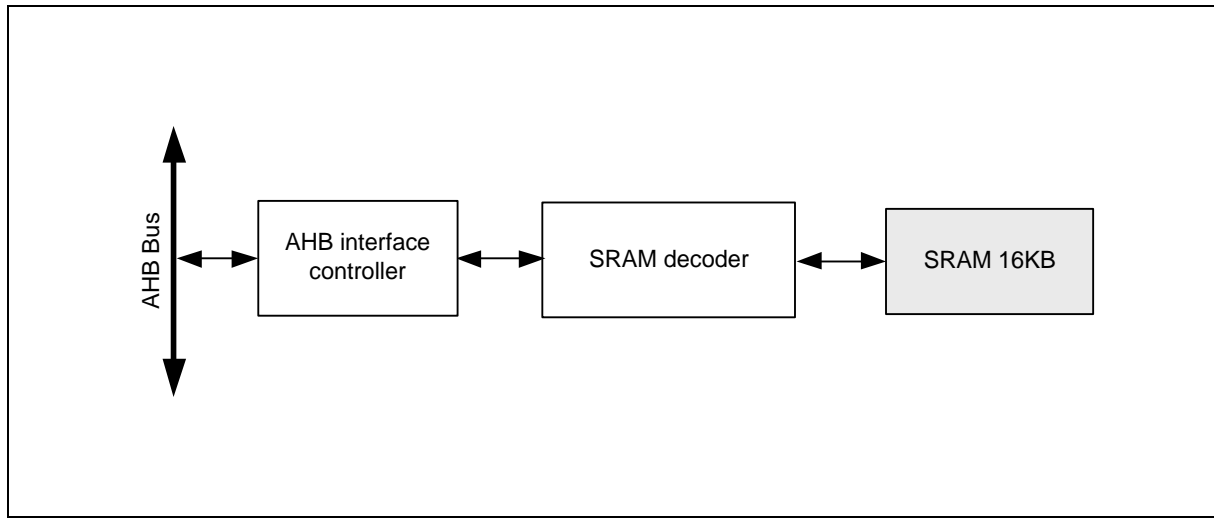 AHB Bus
AHB interface
controller
SRAM decoder
SRAM 16KB